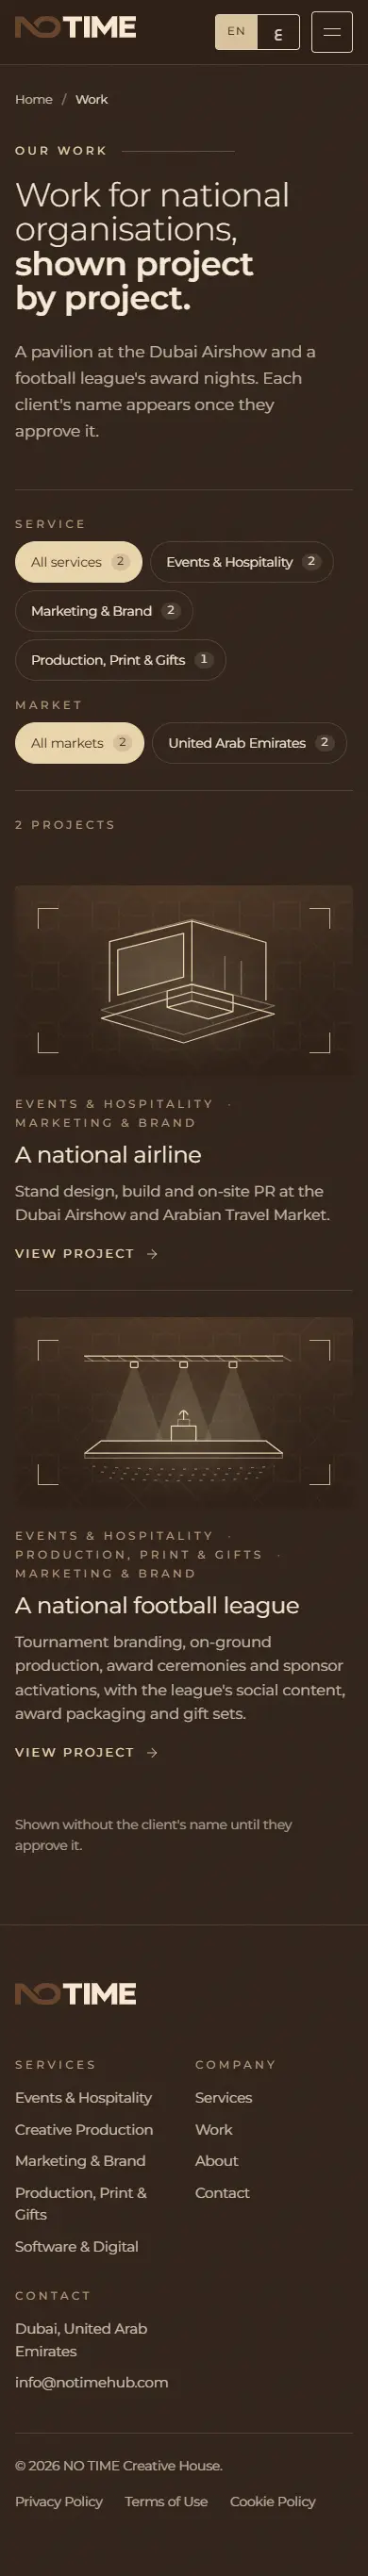 NOTIME
EN ع
Home / Work
OUR WORK
Work for national
organisations,
shown project
by project.
A pavilion at the Dubai Airshow and a
football league's award nights. Each
client's name appears once they
approve it.
SERVICE
All services 2 Events & Hospitality 2
Marketing & Brand 2
Production, Print & Gifts 1
MARKET
All markets 2 United Arab Emirates 2
2 PROJECTS
EVENTS & HOSPITALITY ·
MARKETING & BRAND
A national airline
Stand design, build and on-site PR at the
Dubai Airshow and Arabian Travel Market.
VIEW PROJECT →
EVENTS & HOSPITALITY ·
PRODUCTION, PRINT & GIFTS ·
MARKETING & BRAND
A national football league
Tournament branding, on-ground
production, award ceremonies and sponsor
activations, with the league's social content,
award packaging and gift sets.
VIEW PROJECT →
Shown without the client's name until they
approve it.
NOTIME
SERVICES
Events & Hospitality
Creative Production
Marketing & Brand
Production, Print &
Gifts
Software & Digital
COMPANY
Services
Work
About
Contact
CONTACT
Dubai, United Arab
Emirates
info@notimehub.com
© 2026 NO TIME Creative House.
Privacy Policy Terms of Use Cookie Policy